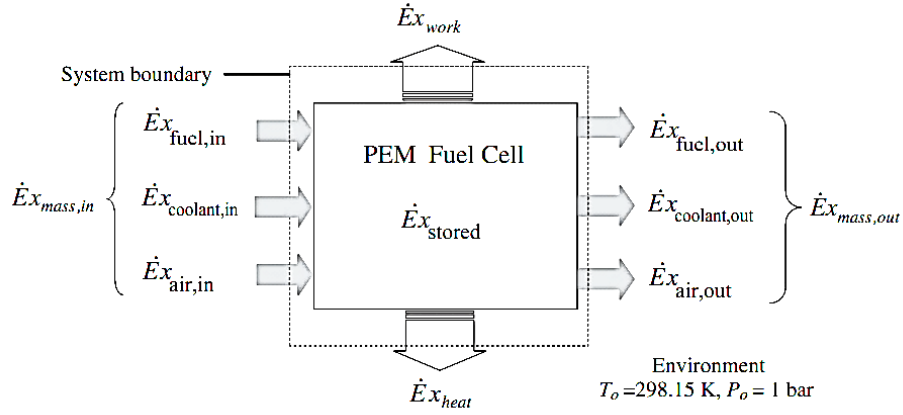 Ėx_work
System boundary
Ėx_fuel,in
Ėx_mass,in
Ėx_coolant,in
Ėx_air,in
PEM Fuel Cell
Ėx_stored
Ėx_fuel,out
Ėx_coolant,out
Ėx_mass,out
Ėx_air,out
Ėx_heat
Environment
T_o =298.15 K, P_o = 1 bar